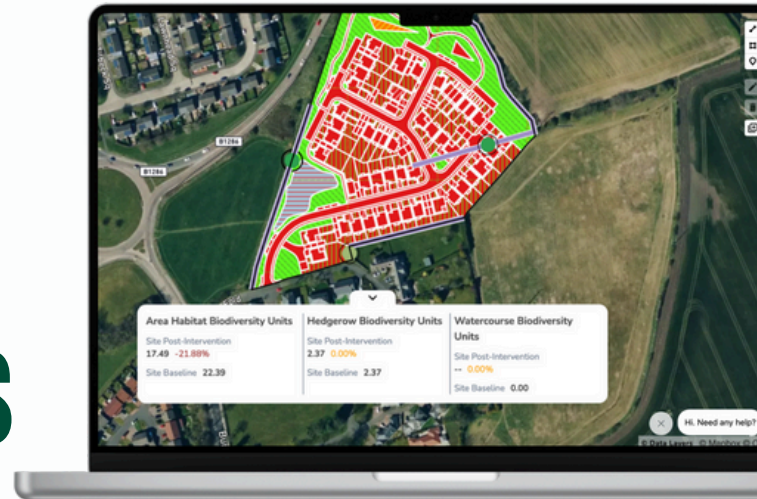 B1286
B1286
Area Habitat Biodiversity Units
Site Post-Intervention
17.49 -21.88%
Site Baseline 22.39
Hedgerow Biodiversity Units
Site Post-Intervention
2.37 0.00%
Site Baseline 2.37
Watercourse Biodiversity
Units
Site Post-Intervention
-- 0.00%
Site Baseline 0.00
Hi. Need any help?
© Data Layers © Mapbox ©
S